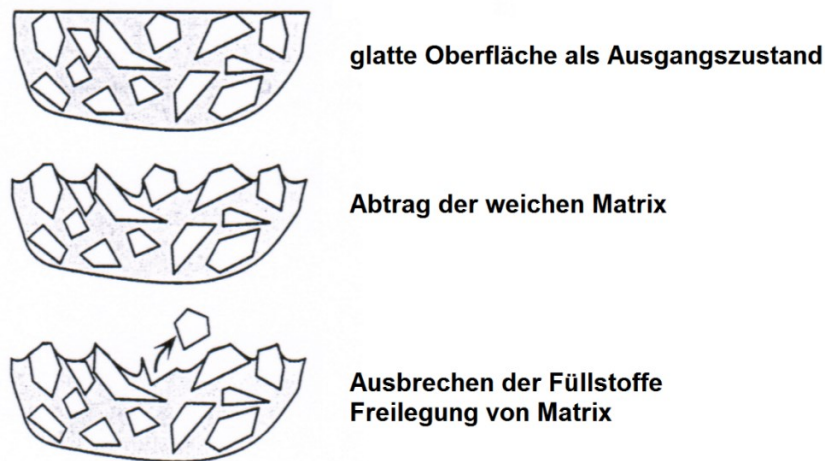 glatte Oberfläche als Ausgangszustand
Abtrag der weichen Matrix
Ausbrechen der Füllstoffe
Freilegung von Matrix